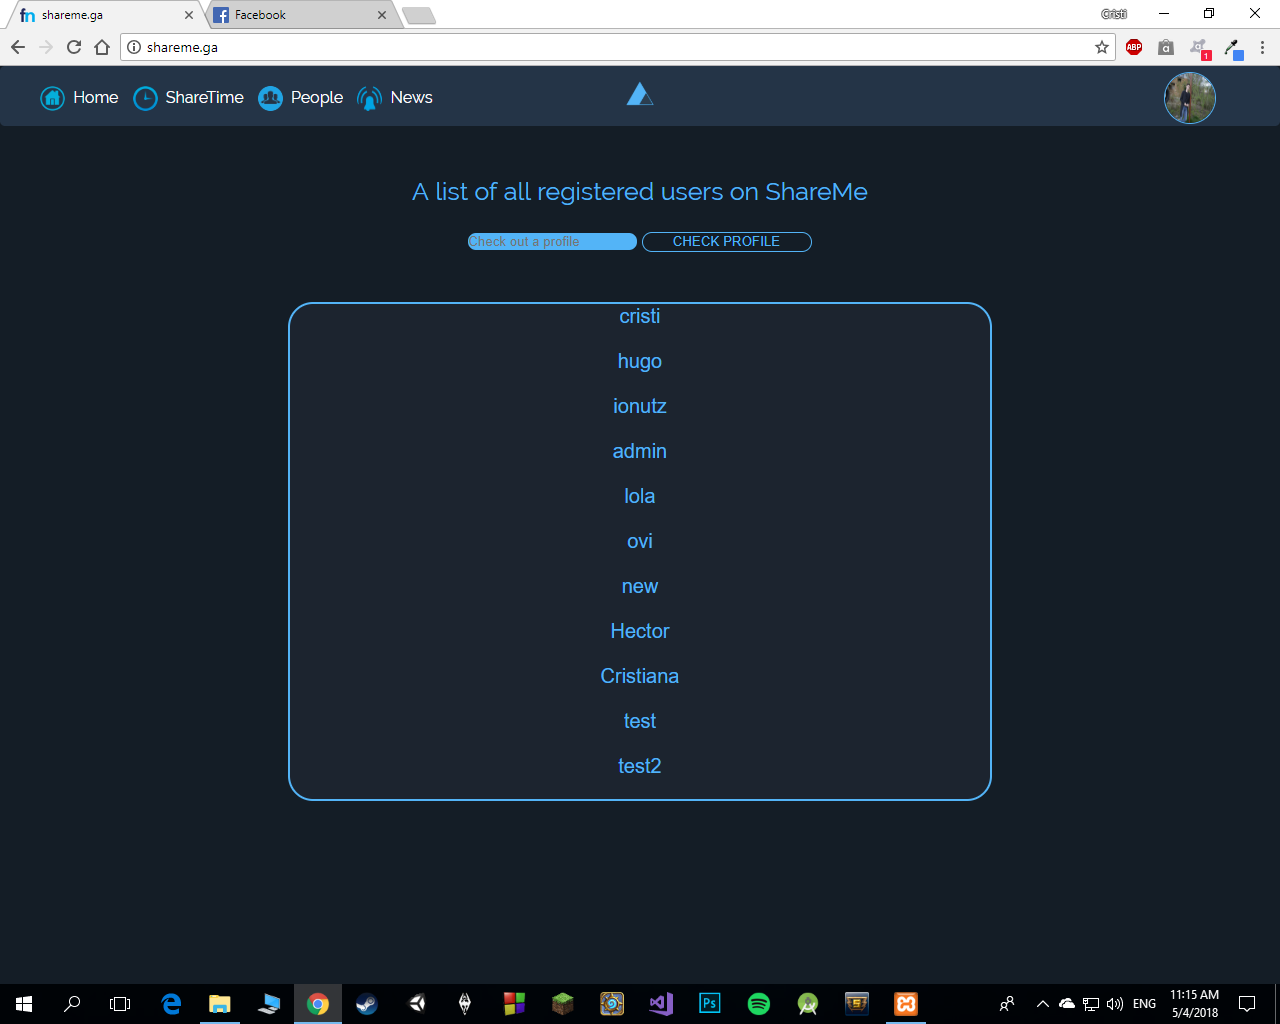 shareme.ga
Facebook
Cristi
shareme.ga
ABP
a
1
Home
ShareTime
People
News
A list of all registered users on ShareMe
Check out a profile
CHECK PROFILE
cristi
hugo
ionutz
admin
lola
ovi
new
Hector
Cristiana
test
test2
Ps
ENG
11:15 AM
5/4/2018